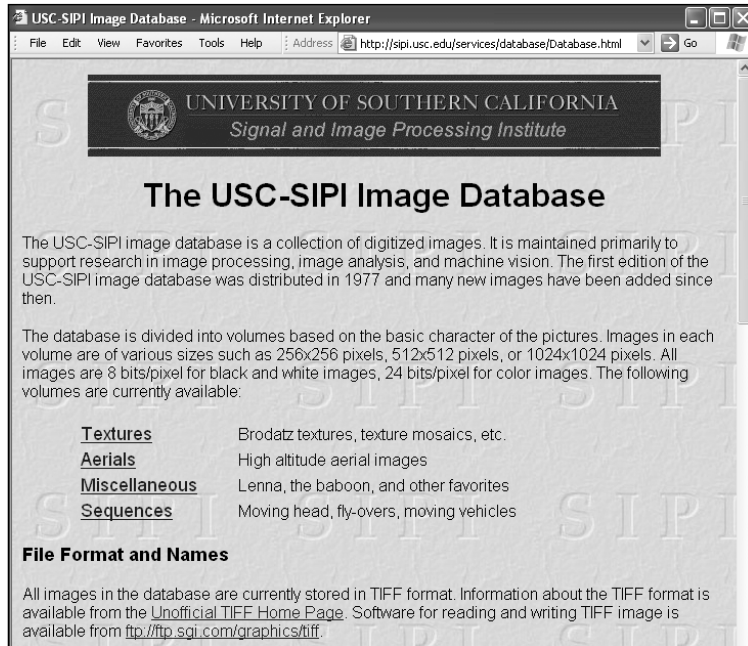 USC-SIPI Image Database - Microsoft Internet Explorer
File Edit View Favorites Tools Help Address http://sipi.usc.edu/services/database/Database.html Go
UNIVERSITY OF SOUTHERN CALIFORNIA
Signal and Image Processing Institute
The USC-SIPI Image Database
The USC-SIPI image database is a collection of digitized images. It is maintained primarily to
support research in image processing, image analysis, and machine vision. The first edition of the
USC-SIPI image database was distributed in 1977 and many new images have been added since
then.
The database is divided into volumes based on the basic character of the pictures. Images in each
volume are of various sizes such as 256x256 pixels, 512x512 pixels, or 1024x1024 pixels. All
images are 8 bits/pixel for black and white images, 24 bits/pixel for color images. The following
volumes are currently available:
Textures Brodatz textures, texture mosaics, etc.
Aerials High altitude aerial images
Miscellaneous Lenna, the baboon, and other favorites
Sequences Moving head, fly-overs, moving vehicles
File Format and Names
All images in the database are currently stored in TIFF format. Information about the TIFF format is
available from the Unofficial TIFF Home Page. Software for reading and writing TIFF image is
available from ftp://ftp.sgi.com/graphics/tiff.